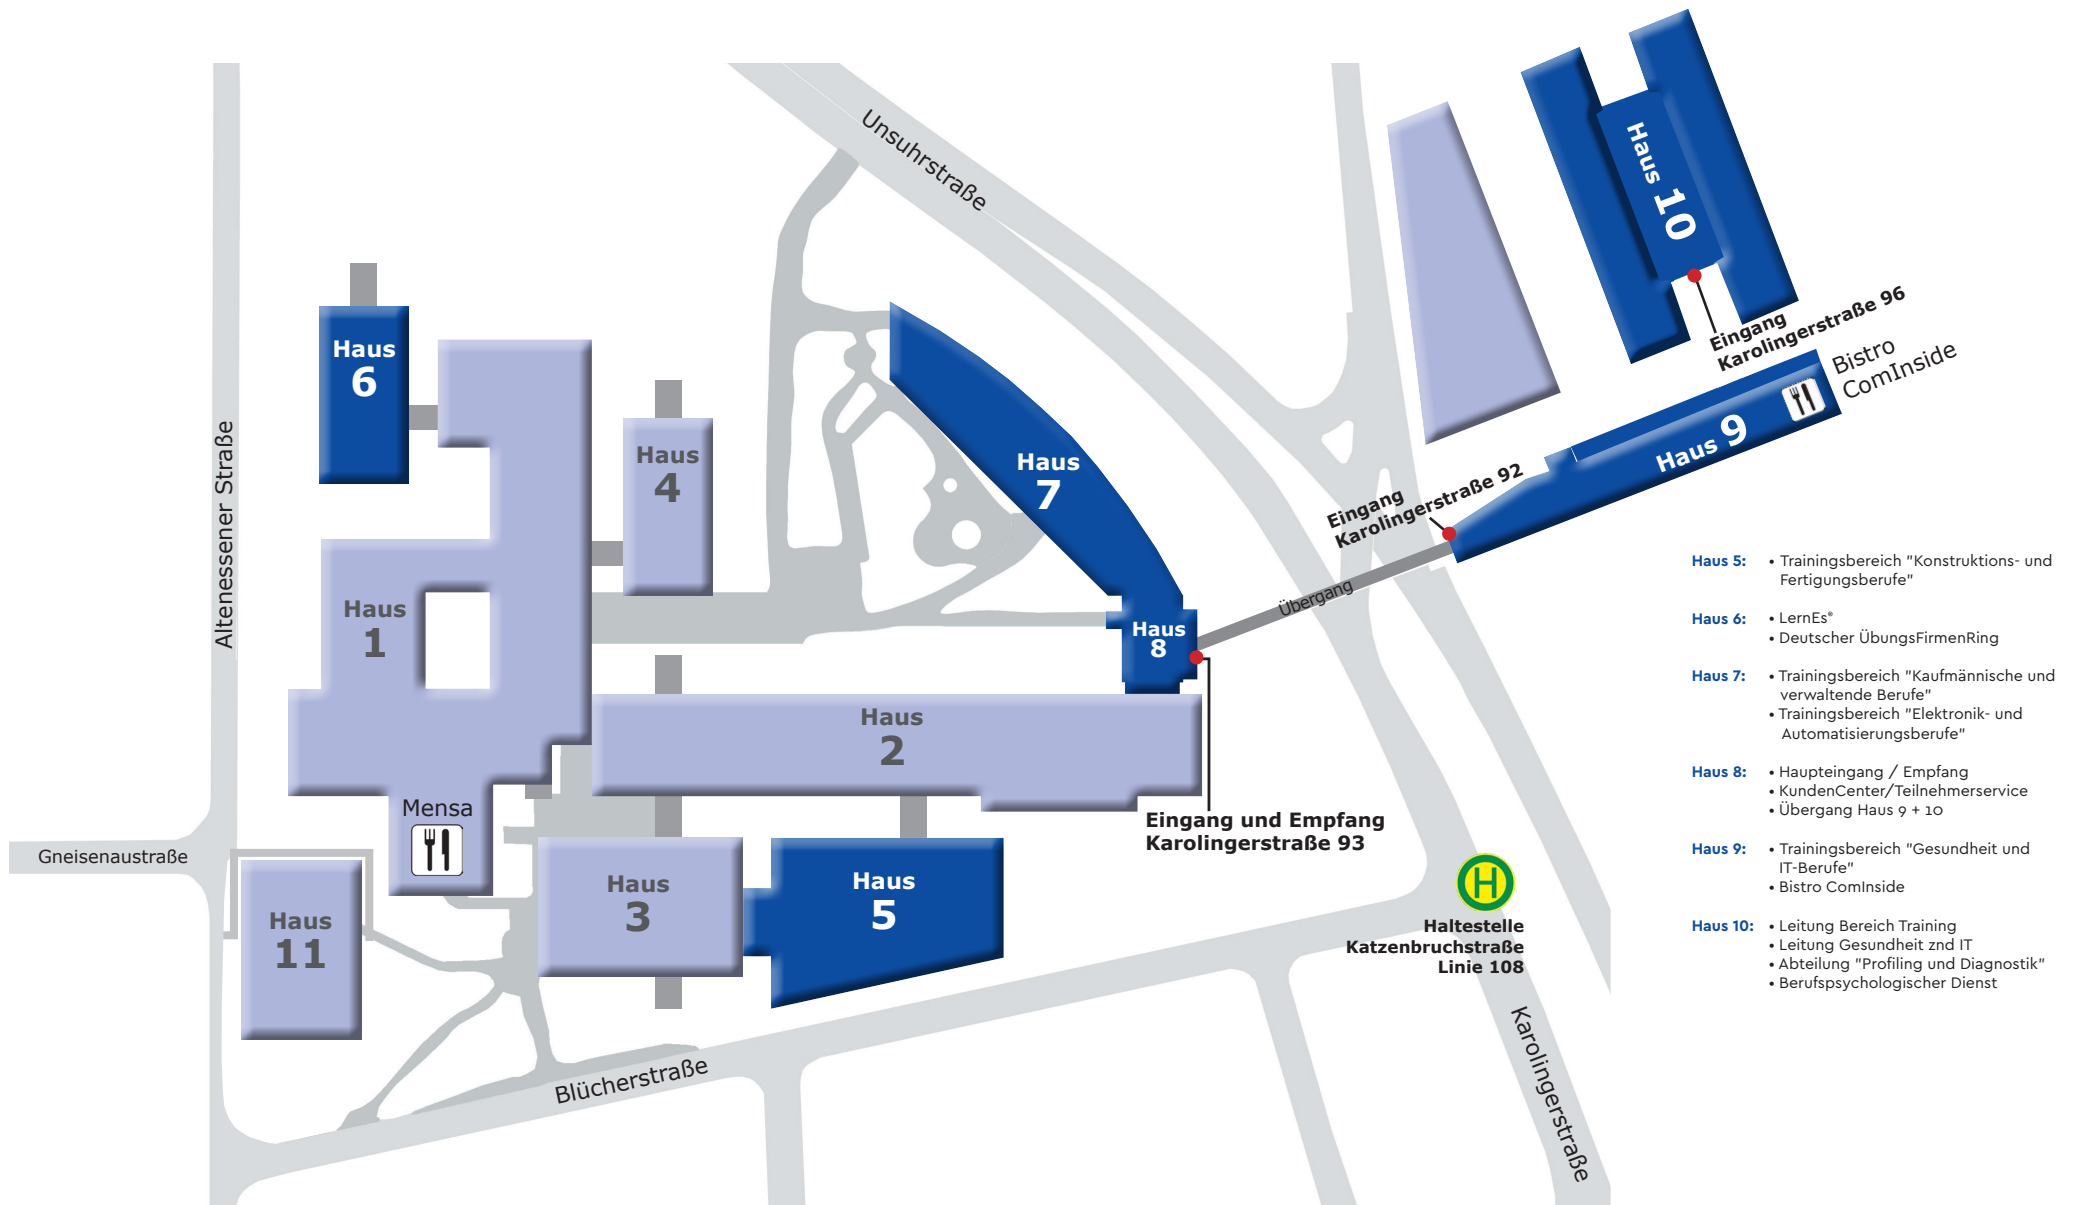 Unsuhrstraße
Haus 10
Eingang
Karolingerstraße 96
Bistro
ComInside
Haus
6
Haus
4
Haus
7
Haus 9
Eingang
Karolingerstraße 92
Altenessener Straße
Übergang
Haus
1
Haus
8
Haus
2
Mensa
Eingang und Empfang
Karolingerstraße 93
Gneisenaustraße
Haus
11
Haus
3
Haus
5
H
Haltestelle
Katzenbruchstraße
Linie 108
Blücherstraße
Karolingerstraße
Haus 5: • Trainingsbereich "Konstruktions- und
Fertigungsberufe"
Haus 6: • LernEs®
• Deutscher ÜbungsFirmenRing
Haus 7: • Trainingsbereich "Kaufmännische und
verwaltende Berufe"
• Trainingsbereich "Elektronik- und
Automatisierungsberufe"
Haus 8: • Haupteingang / Empfang
• KundenCenter/Teilnehmerservice
• Übergang Haus 9 + 10
Haus 9: • Trainingsbereich "Gesundheit und
IT-Berufe"
• Bistro ComInside
Haus 10: • Leitung Bereich Training
• Leitung Gesundheit znd IT
• Abteilung "Profiling und Diagnostik"
• Berufspsychologischer Dienst